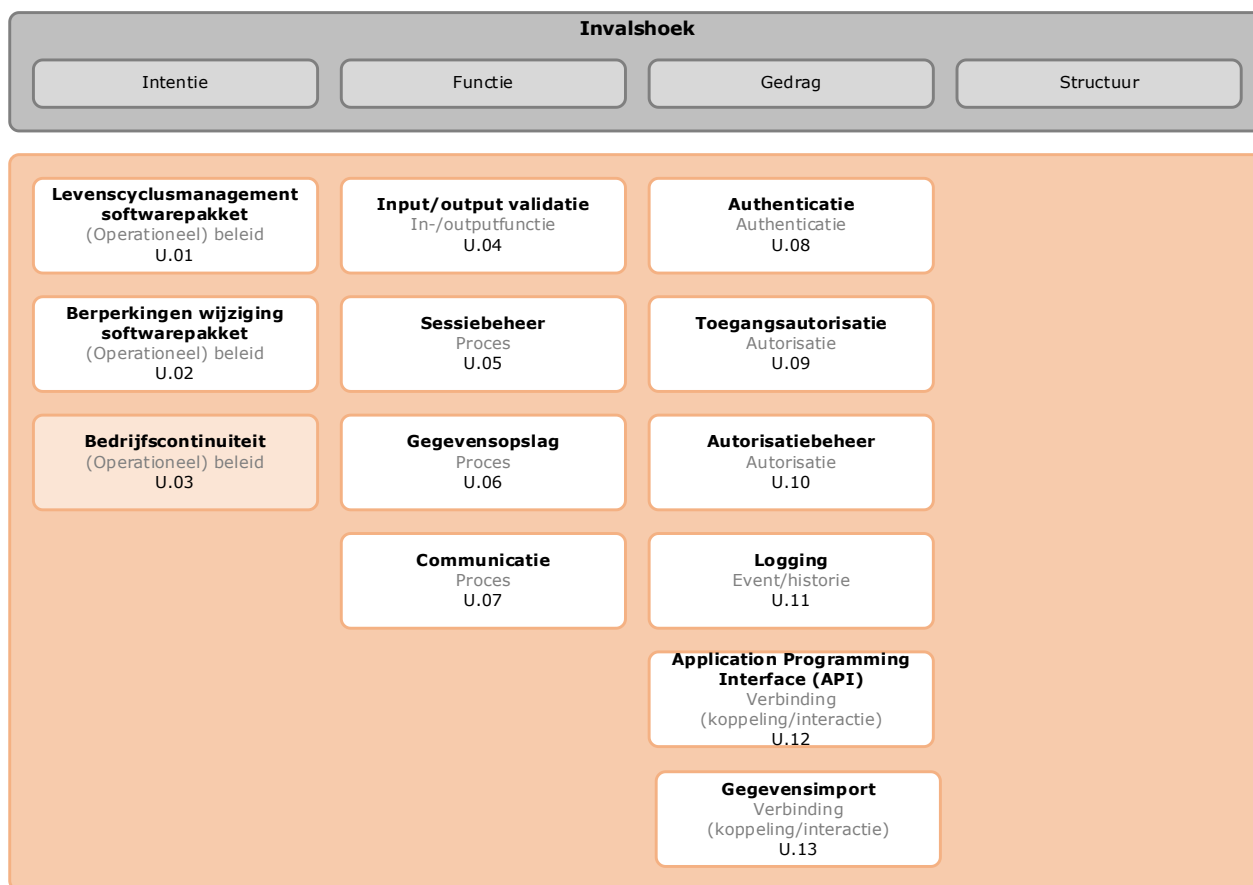 Invalshoek
Intentie
Functie
Gedrag
Structuur
Levenscyclusmanagement
softwarepakket
(Operationeel) beleid
U.01
Input/output validatie
In-/outputfunctie
U.04
Authenticatie
Authenticatie
U.08
Berperkingen wijziging
softwarepakket
(Operationeel) beleid
U.02
Sessiebeheer
Proces
U.05
Toegangsautorisatie
Autorisatie
U.09
Bedrijfscontinuiteit
(Operationeel) beleid
U.03
Gegevensopslag
Proces
U.06
Autorisatiebeheer
Autorisatie
U.10
Communicatie
Proces
U.07
Logging
Event/historie
U.11
Application Programming
Interface (API)
Verbinding
(koppeling/interactie)
U.12
Gegevensimport
Verbinding
(koppeling/interactie)
U.13